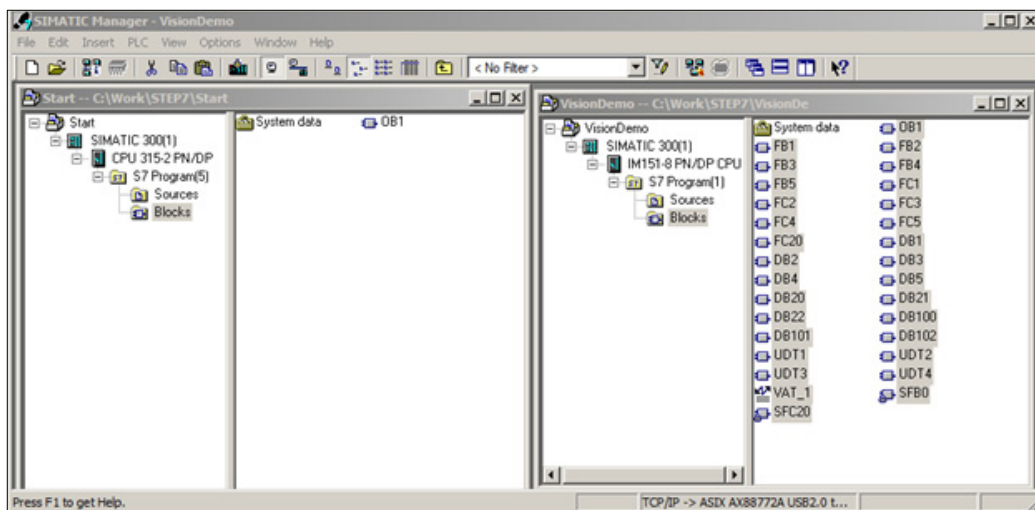 SIMATIC Manager - VisionDemo
File Edit Insert PLC View Options Window Help
< No Filter >
Start -- C:\Work\STEP7\Start
Start
SIMATIC 300(1)
CPU 315-2 PN/DP
S7 Program(5)
Sources
Blocks
System data OB1
VisionDemo -- C:\Work\STEP7\VisionDe
VisionDemo
SIMATIC 300(1)
IM151-8 PN/DP CPU
S7 Program(1)
Sources
Blocks
System data OB1
FB1 FB2
FB3 FB4
FB5 FC1
FC2 FC3
FC4 FC5
FC20 DB1
DB2 DB3
DB4 DB5
DB20 DB21
DB22 DB100
DB101 DB102
UDT1 UDT2
UDT3 UDT4
VAT_1 SFB0
SFC20
Press F1 to get Help. TCP/IP -> ASIX AX88772A USB2.0 t...